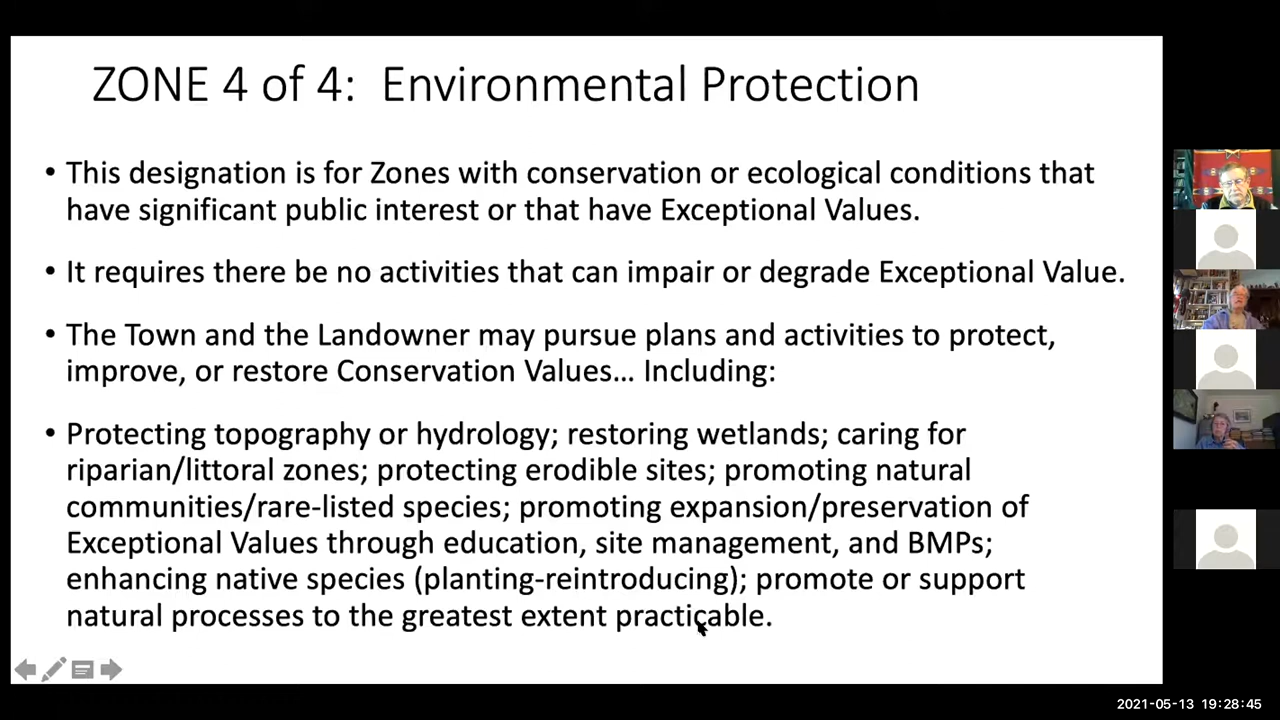 ZONE 4 of 4: Environmental Protection
• This designation is for Zones with conservation or ecological conditions that
have significant public interest or that have Exceptional Values.
• It requires there be no activities that can impair or degrade Exceptional Value.
• The Town and the Landowner may pursue plans and activities to protect,
improve, or restore Conservation Values... Including:
• Protecting topography or hydrology; restoring wetlands; caring for
riparian/littoral zones; protecting erodible sites; promoting natural
communities/rare-listed species; promoting expansion/preservation of
Exceptional Values through education, site management, and BMPs;
enhancing native species (planting-reintroducing); promote or support
natural processes to the greatest extent practicable.
2021-05-13 19:28:45